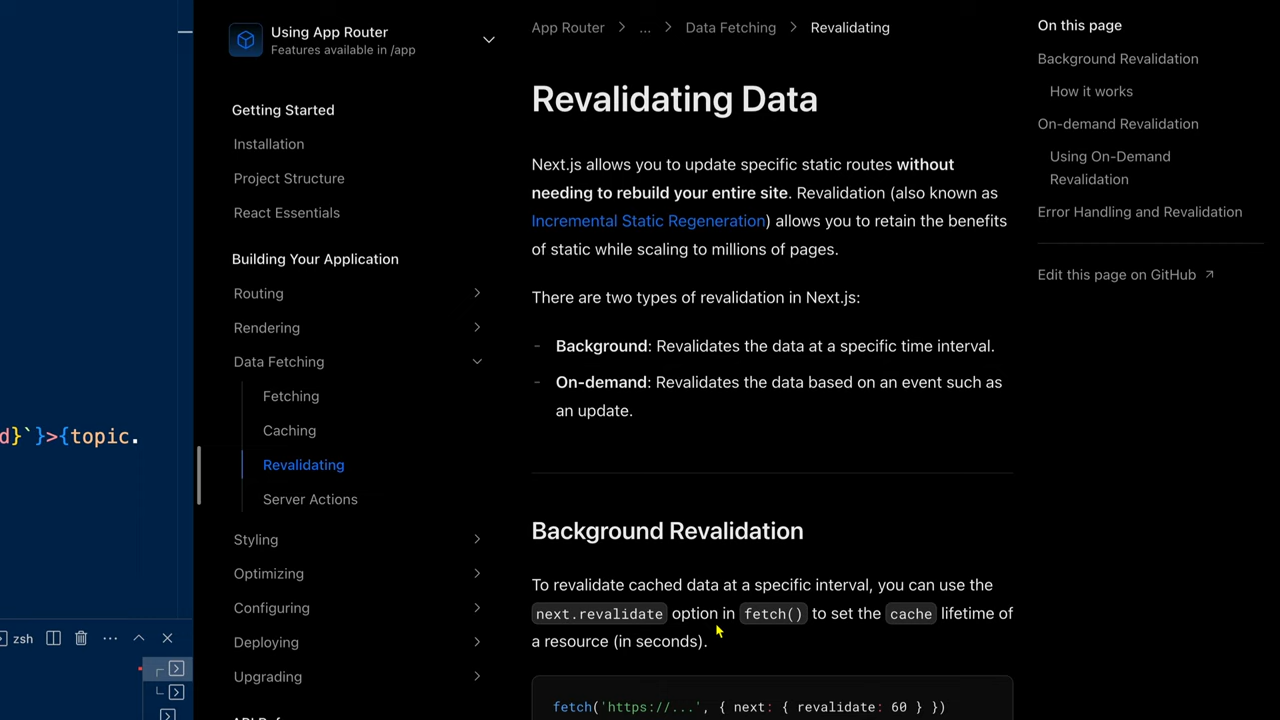 d}`}>{topic.
zsh
Using App Router
Features available in /app
Getting Started
Installation
Project Structure
React Essentials
Building Your Application
Routing
Rendering
Data Fetching
Fetching
Caching
Revalidating
Server Actions
Styling
Optimizing
Configuring
Deploying
Upgrading
App Router > ... > Data Fetching > Revalidating
Revalidating Data
Next.js allows you to update specific static routes without
needing to rebuild your entire site. Revalidation (also known as
Incremental Static Regeneration) allows you to retain the benefits
of static while scaling to millions of pages.
There are two types of revalidation in Next.js:
- Background: Revalidates the data at a specific time interval.
- On-demand: Revalidates the data based on an event such as
an update.
Background Revalidation
To revalidate cached data at a specific interval, you can use the
next.revalidate option in fetch() to set the cache lifetime of
a resource (in seconds).
fetch('https://...', { next: { revalidate: 60 } })
On this page
Background Revalidation
How it works
On-demand Revalidation
Using On-Demand
Revalidation
Error Handling and Revalidation
Edit this page on GitHub ↗